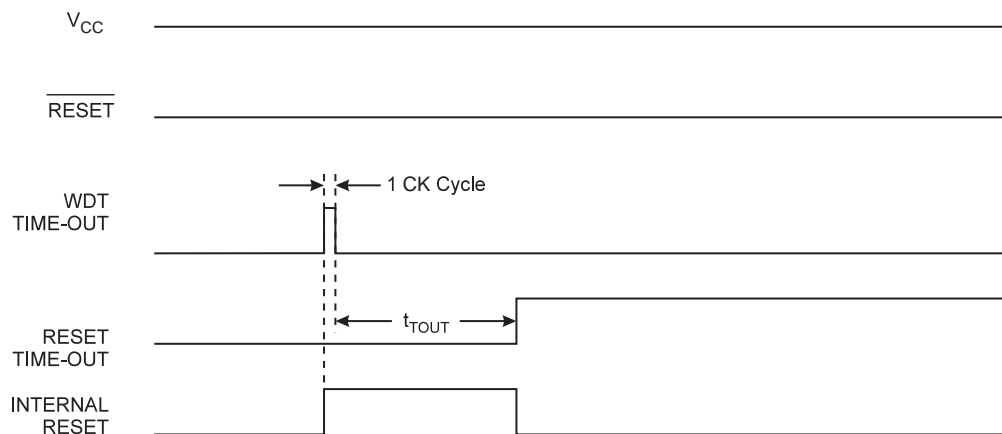 VCC
RESET
1 CK Cycle
WDT
TIME-OUT
tTOUT
RESET
TIME-OUT
INTERNAL
RESET